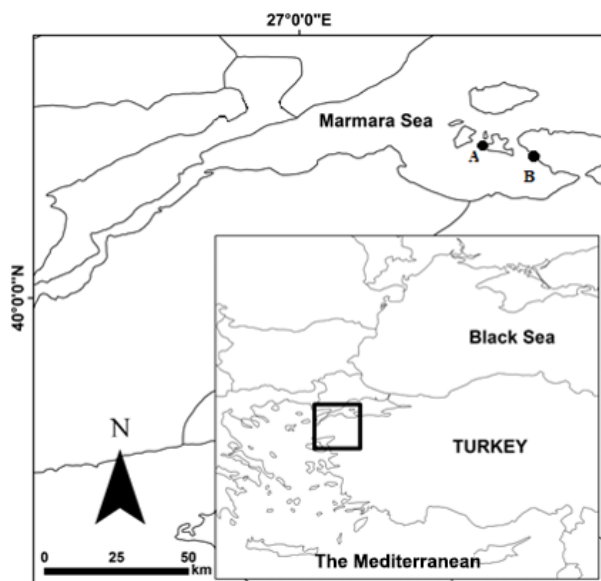 27°0'0"E
Marmara Sea
A
B
40°0'0"N
Black Sea
N
TURKEY
0 25 50
km
The Mediterranean